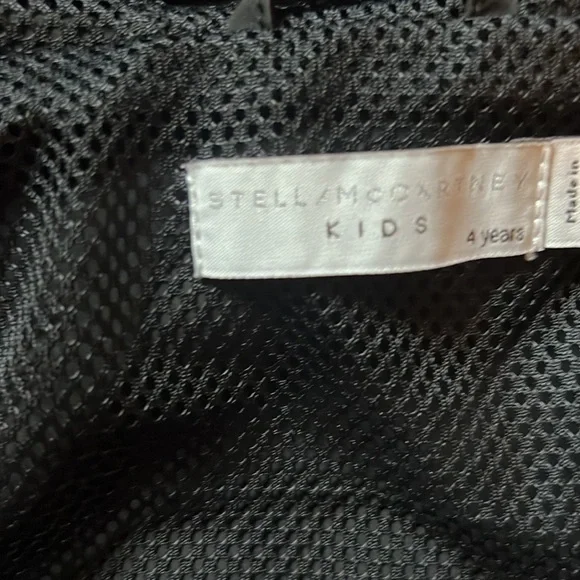 STELLA McCARTNEY
KIDS
4 years
Made in